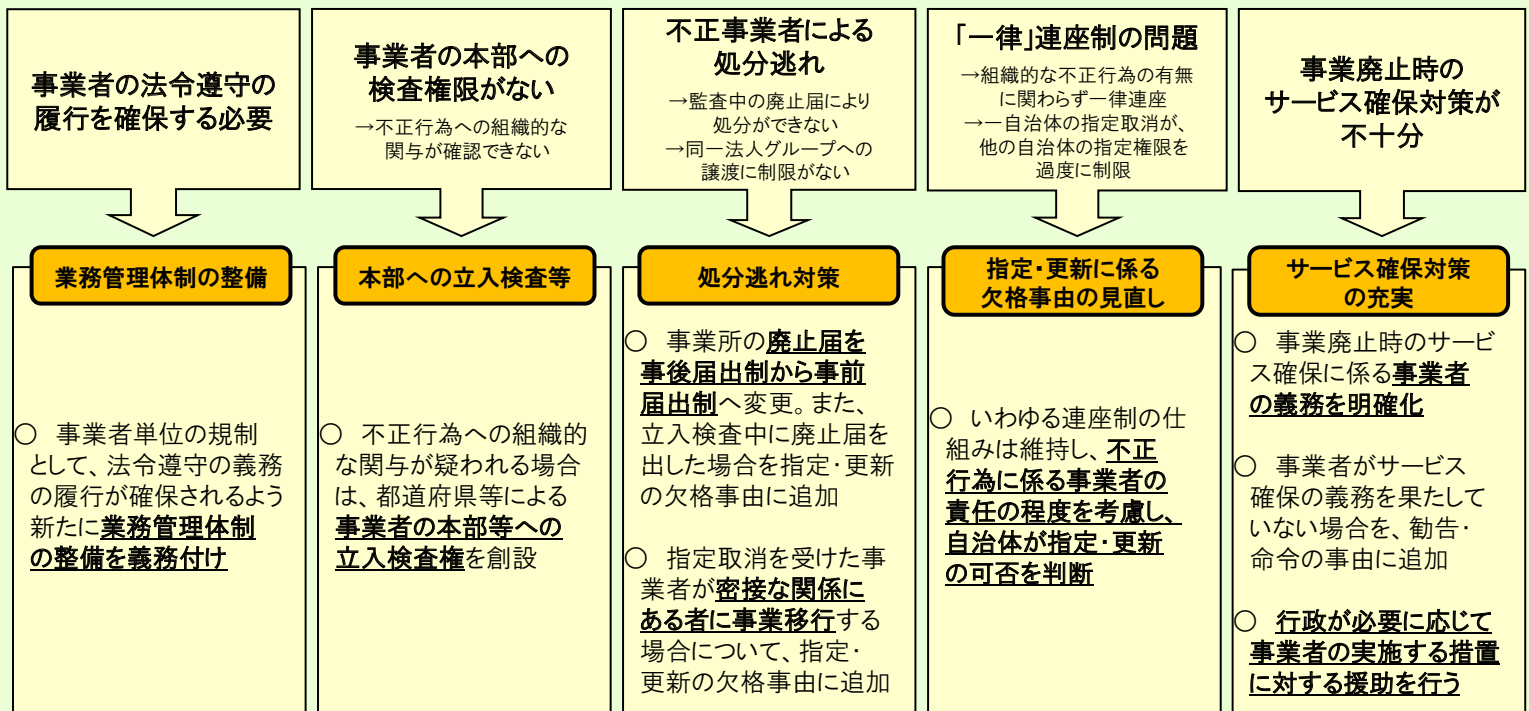 事業者の法令遵守の
履行を確保する必要
事業者の本部への
検査権限がない
→不正行為への組織的な
関与が確認できない
不正事業者による
処分逃れ
→監査中の廃止届により
処分ができない
→同一法人グループへの
譲渡に制限がない
「一律」連座制の問題
→組織的な不正行為の有無
に関わらず一律連座
→一自治体の指定取消が、
他の自治体の指定権限を
過度に制限
事業廃止時の
サービス確保対策が
不十分
業務管理体制の整備
○ 事業者単位の規制
として、法令遵守の義務
の履行が確保されるよう
新たに業務管理体制
の整備を義務付け
本部への立入検査等
○ 不正行為への組織的
な関与が疑われる場合
は、都道府県等による
事業者の本部等への
立入検査権を創設
処分逃れ対策
○ 事業所の廃止届を
事後届出制から事前
届出制へ変更。また、
立入検査中に廃止届を
出した場合を指定・更新
の欠格事由に追加
○ 指定取消を受けた事
業者が密接な関係に
ある者に事業移行する
場合について、指定・
更新の欠格事由に追加
指定・更新に係る
欠格事由の見直し
○ いわゆる連座制の仕
組みは維持し、不正
行為に係る事業者の
責任の程度を考慮し、
自治体が指定・更新
の可否を判断
サービス確保対策
の充実
○ 事業廃止時のサービ
ス確保に係る事業者
の義務を明確化
○ 事業者がサービス
確保の義務を果たして
いない場合を、勧告・
命令の事由に追加
○ 行政が必要に応じて
事業者の実施する措置
に対する援助を行う